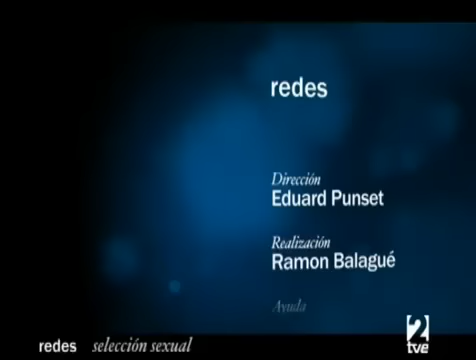 redes
Dirección
Eduard Punset
Realización
Ramon Balagué
Ayuda
2
tve
redes selección sexual